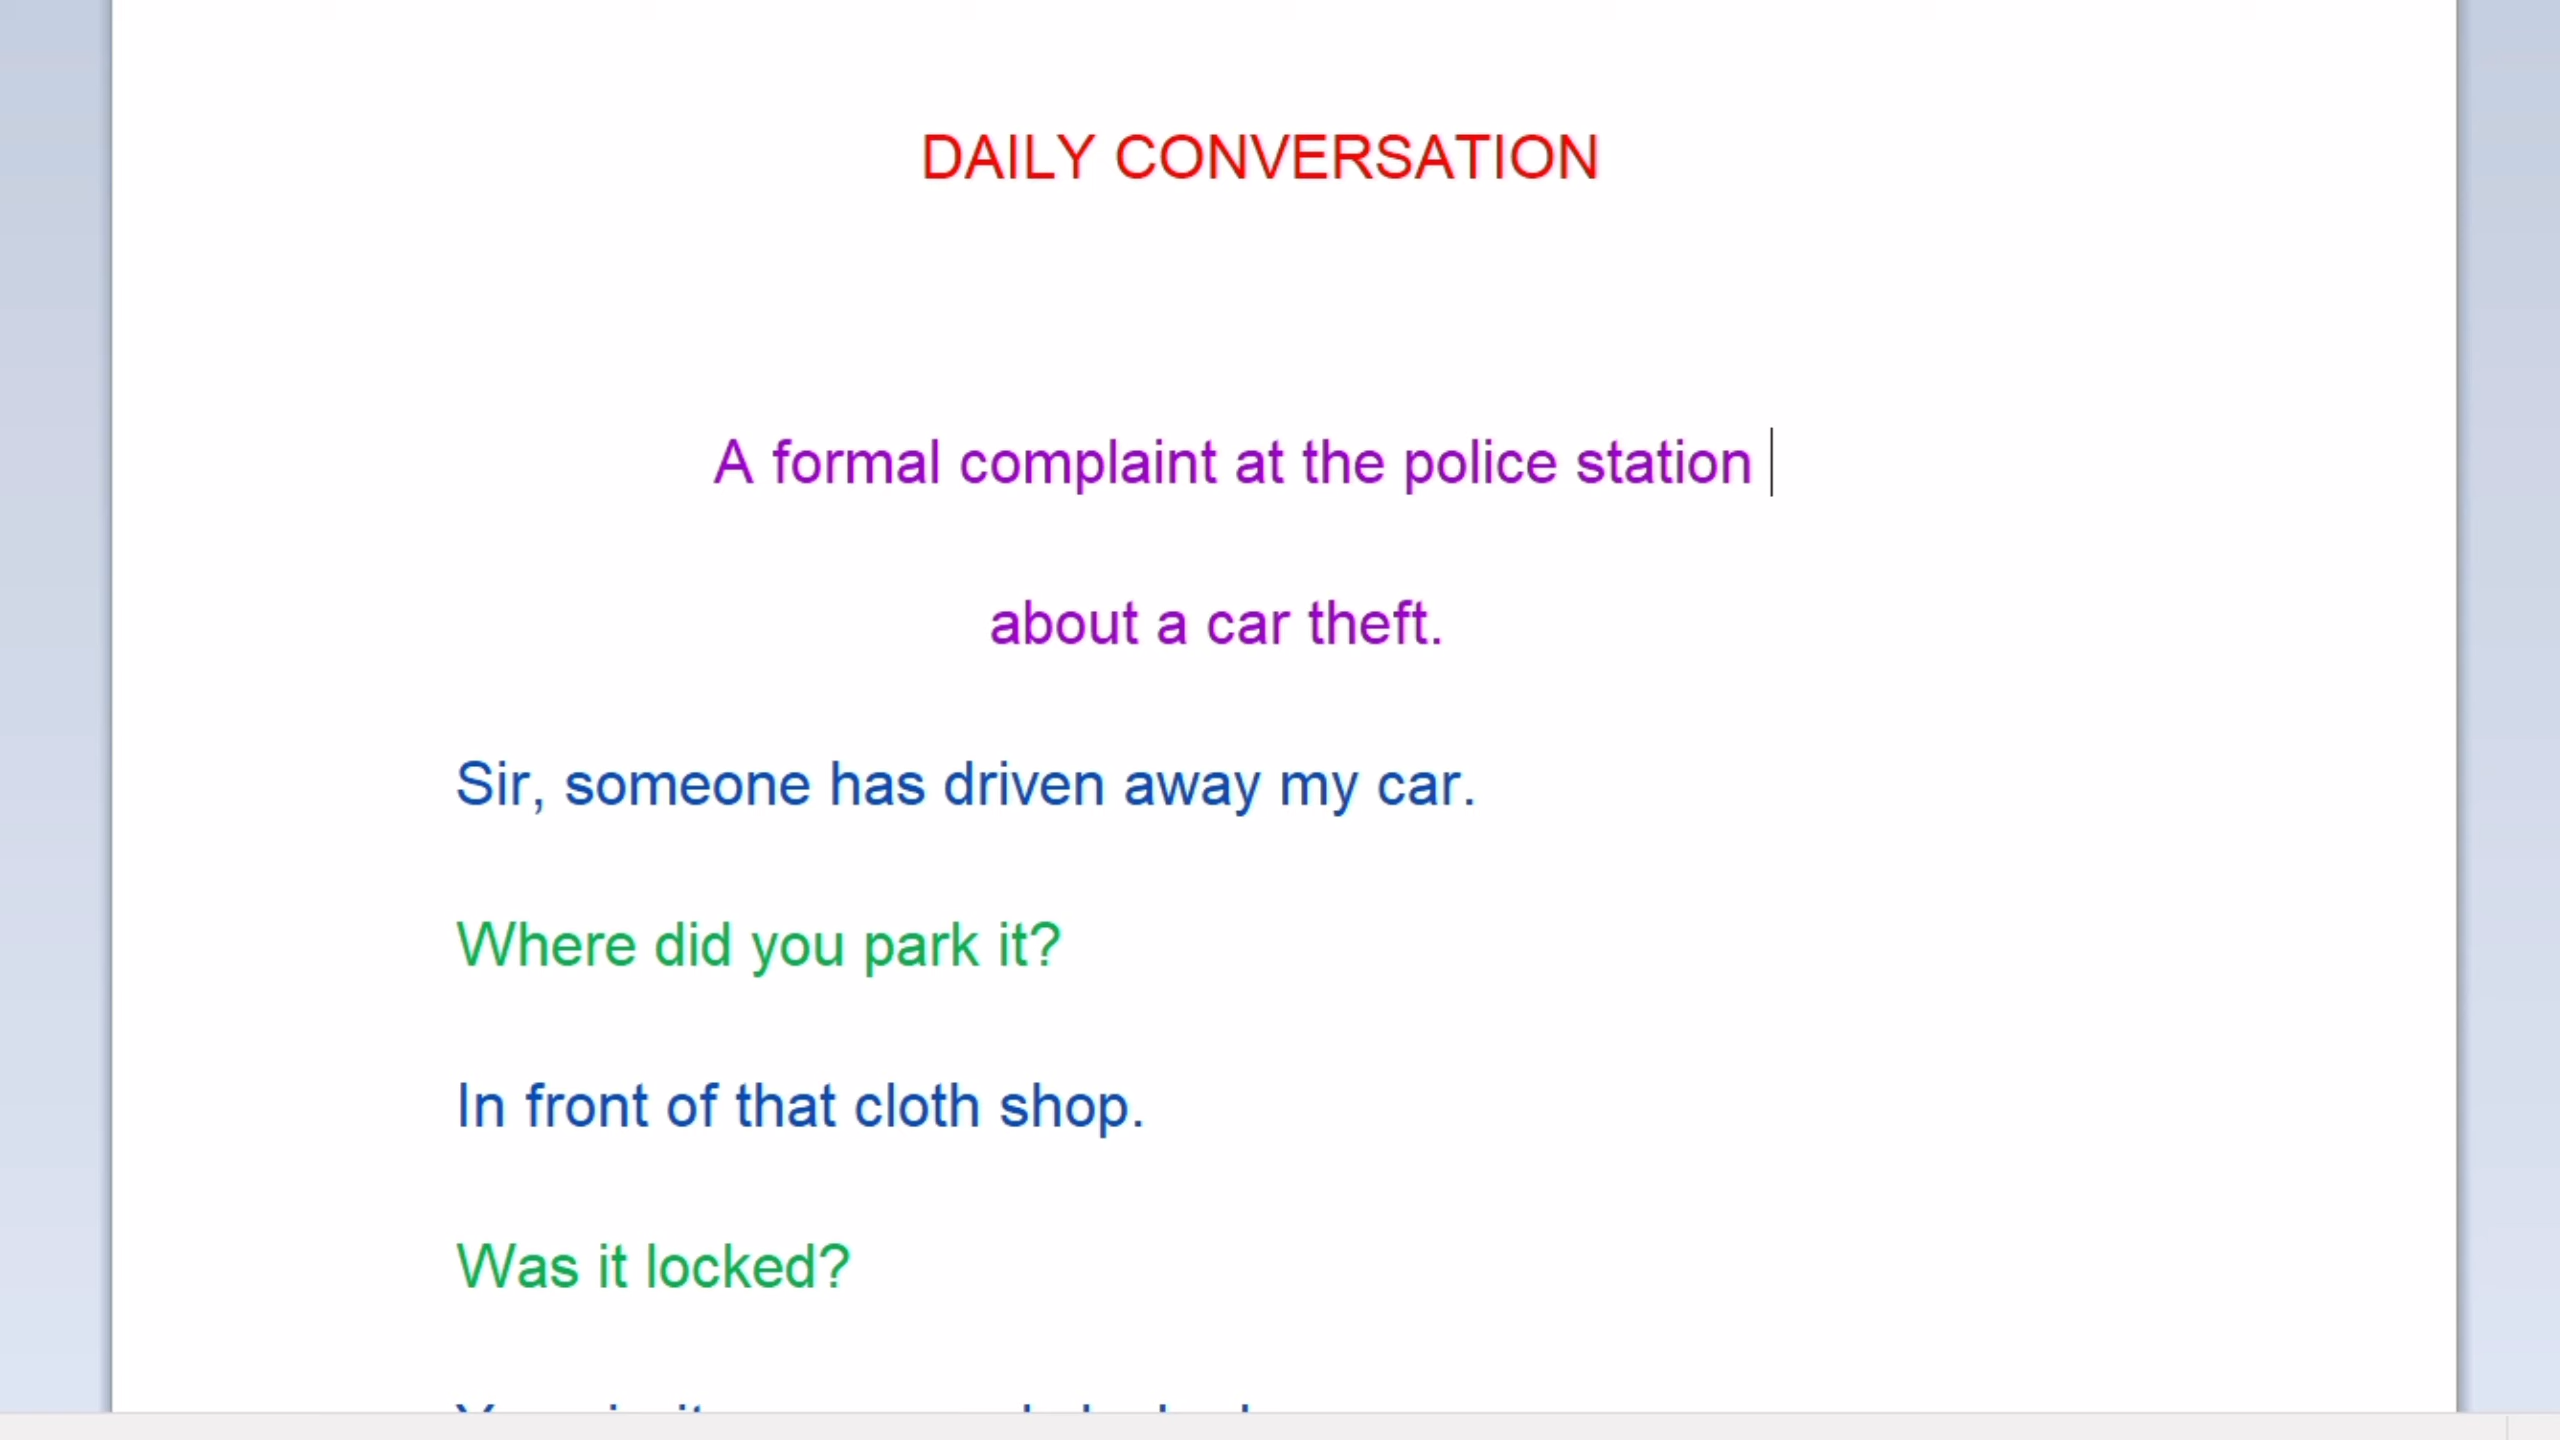 DAILY CONVERSATION
A formal complaint at the police station
about a car theft.
Sir, someone has driven away my car.
Where did you park it?
In front of that cloth shop.
Was it locked?